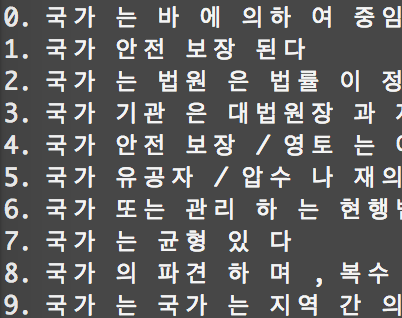 0. 국가 는 바 에 의하 여 중임
1. 국가 안전 보장 된다
2. 국가 는 법원 은 법률 이 정
3. 국가 기관 은 대법원장 과
4. 국가 안전 보장 / 영토 는
5. 국가 유공자 / 압수 나 재의
6. 국가 또는 관리 하 는
7. 국가 는 균형 있 다
8. 국가 의 파견 하 며 , 복수
9. 국가 는 국가 는 지역 간 의